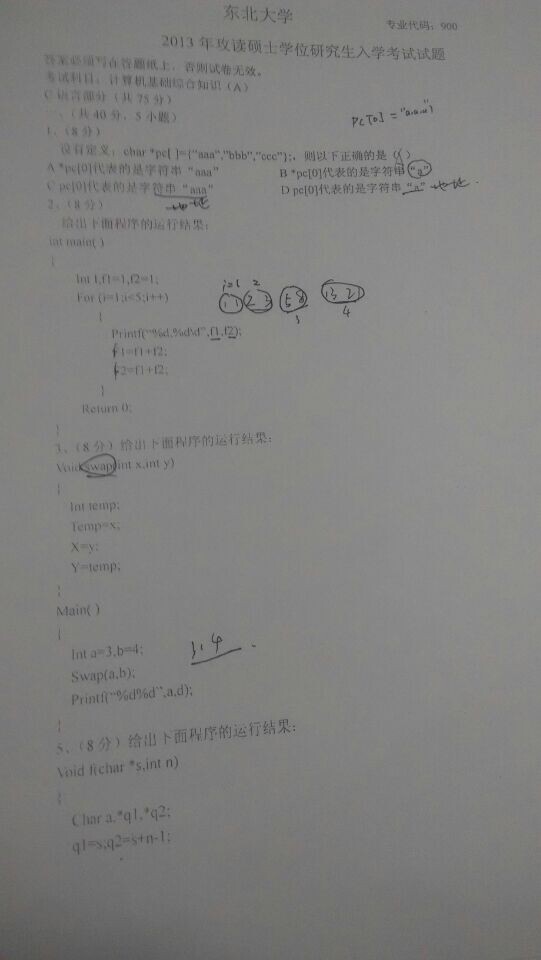 东北大学
专业代码：900
2013 年攻读硕士学位研究生入学考试试题
答案必须写在答题纸上，否则试卷无效。
考试科目：计算机基础综合知识（A）
C 语言部分（共 75 分）
一、（共 40 分，5 小题）
PC[0] = "aaa"
1、（8 分）
设有定义：char *pc[ ]={"aaa","bbb","ccc"};，则以下正确的是（ ）
A *pc[0]代表的是字符串 "aaa"
B *pc[0]代表的是字符串 "a"
C pc[0]代表的是字符串 "aaa"
D pc[0]代表的是字符串 "a"
地址
地址.
2、（8 分）
给出下面程序的运行结果：
int main( )
{
Int I,f1=1,f2=1;
i=1 2
For (i=1;i<5;i++)
1 1 2 3 5 8 13 21
{
3 4
Printf("%d,%d\d",f1,f2);
f1=f1+f2;
f2=f1+f2;
}
Return 0;
}
3、（8 分）给出下面程序的运行结果：
Void swap(int x,int y)
{
Int temp;
Temp=x;
X=y;
Y=temp;
}
Main( )
{
Int a=3,b=4;
3. 4
Swap(a,b);
Printf("%d%d",a,d);
}
5、（8 分）给出下面程序的运行结果：
Void f(char *s,int n)
{
Char a,*q1,*q2;
q1=s;q2=s+n-1;